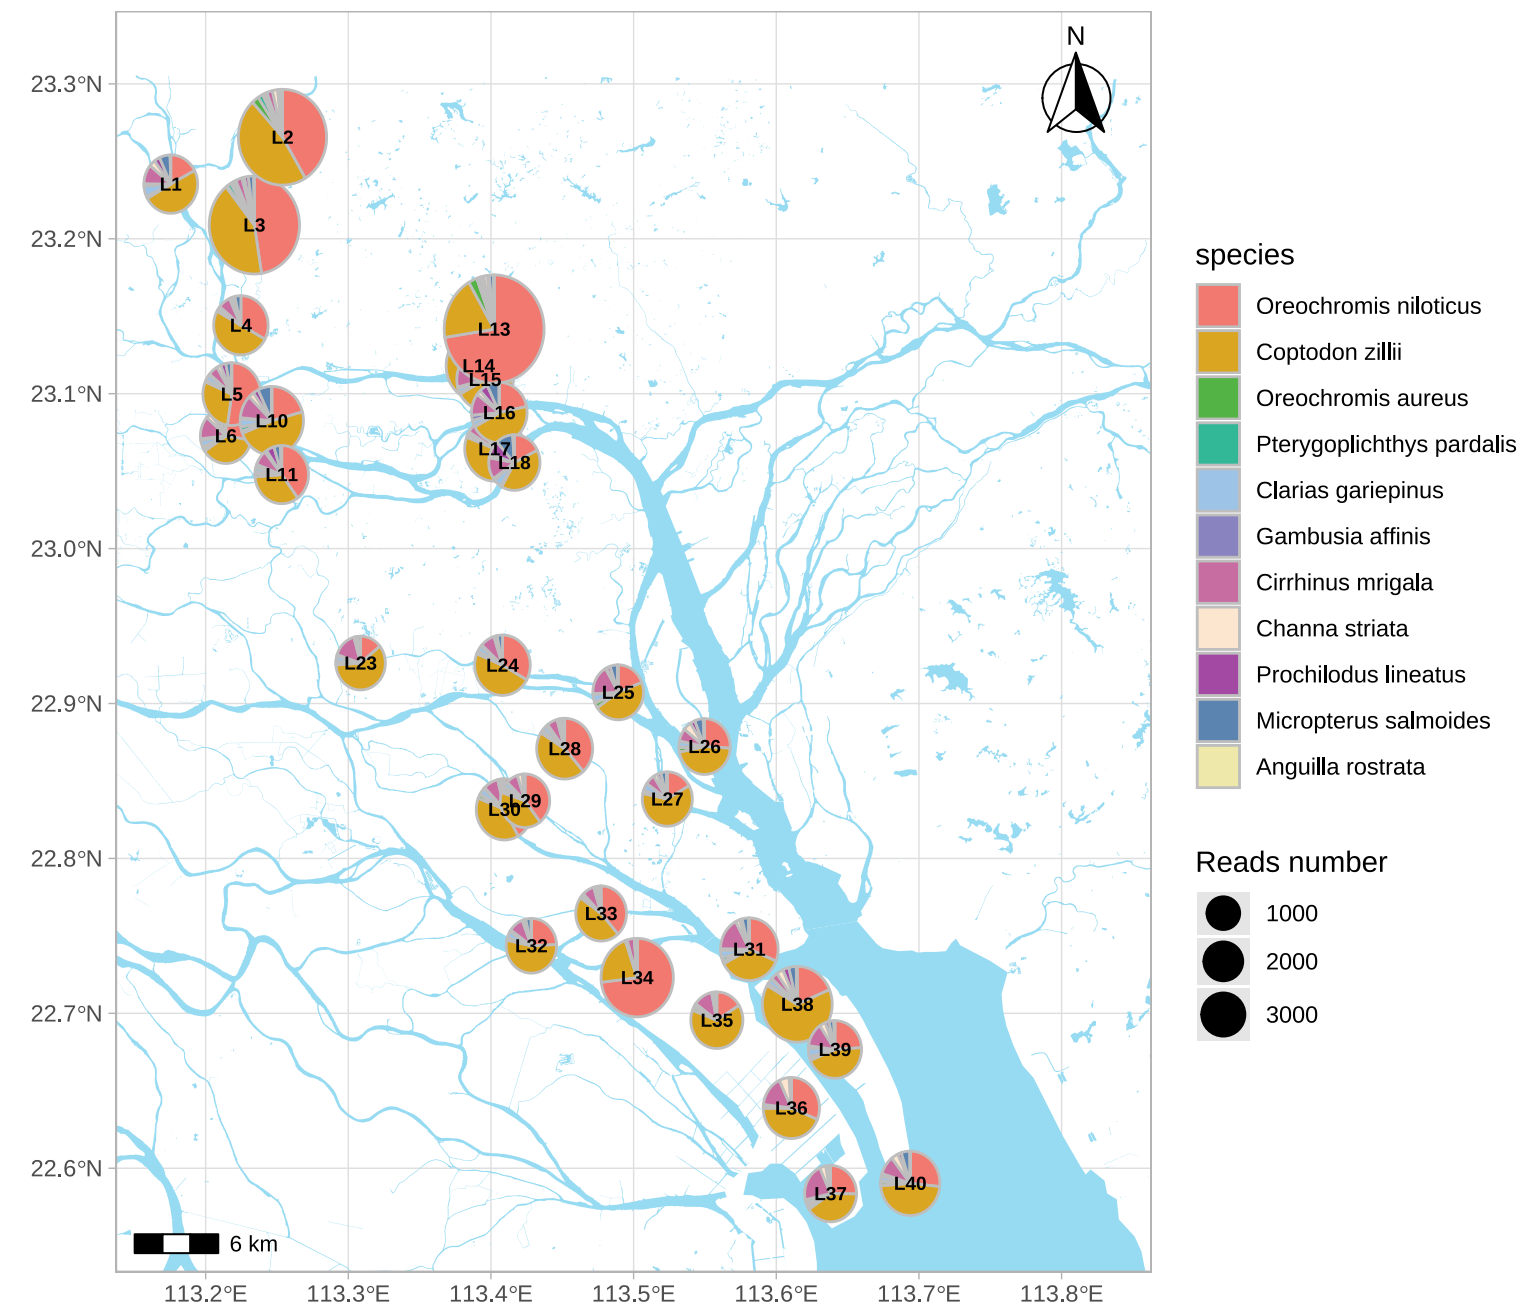 N
23.3°N
23.2°N
23.1°N
23.0°N
22.9°N
22.8°N
22.7°N
22.6°N
L2
L1
L3
L4
L13
L14
L15
L5
L16
L10
L6
L17
L18
L11
L23
L24
L25
L26
L28
L27
L29
L30
L33
L32
L31
L34
L38
L35
L39
L36
L37
L40
6 km
113.2°E
113.3°E
113.4°E
113.5°E
113.6°E
113.7°E
113.8°E
species
Oreochromis niloticus
Coptodon zillii
Oreochromis aureus
Pterygoplichthys pardalis
Clarias gariepinus
Gambusia affinis
Cirrhinus mrigala
Channa striata
Prochilodus lineatus
Micropterus salmoides
Anguilla rostrata
Reads number
1000
2000
3000